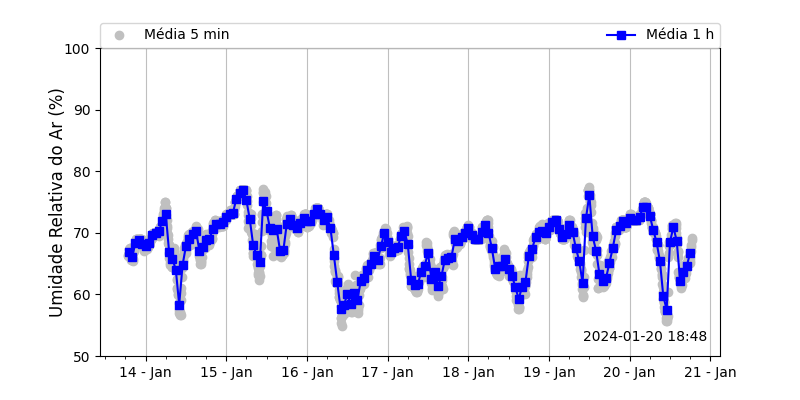 Média 5 min
Média 1 h
Umidade Relativa do Ar (%)
100
90
80
70
60
50
2024-01-20 18:48
14 - Jan
15 - Jan
16 - Jan
17 - Jan
18 - Jan
19 - Jan
20 - Jan
21 - Jan